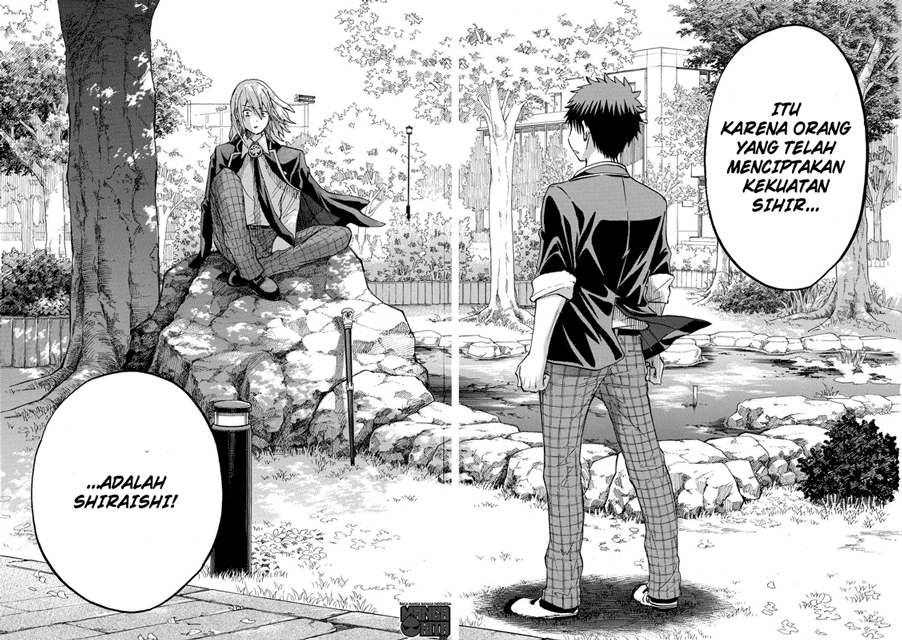 ITU
KARENA ORANG
YANG TELAH
MENCIPTAKAN
KEKUATAN
SIHIR...
...ADALAH
SHIRAISHI!